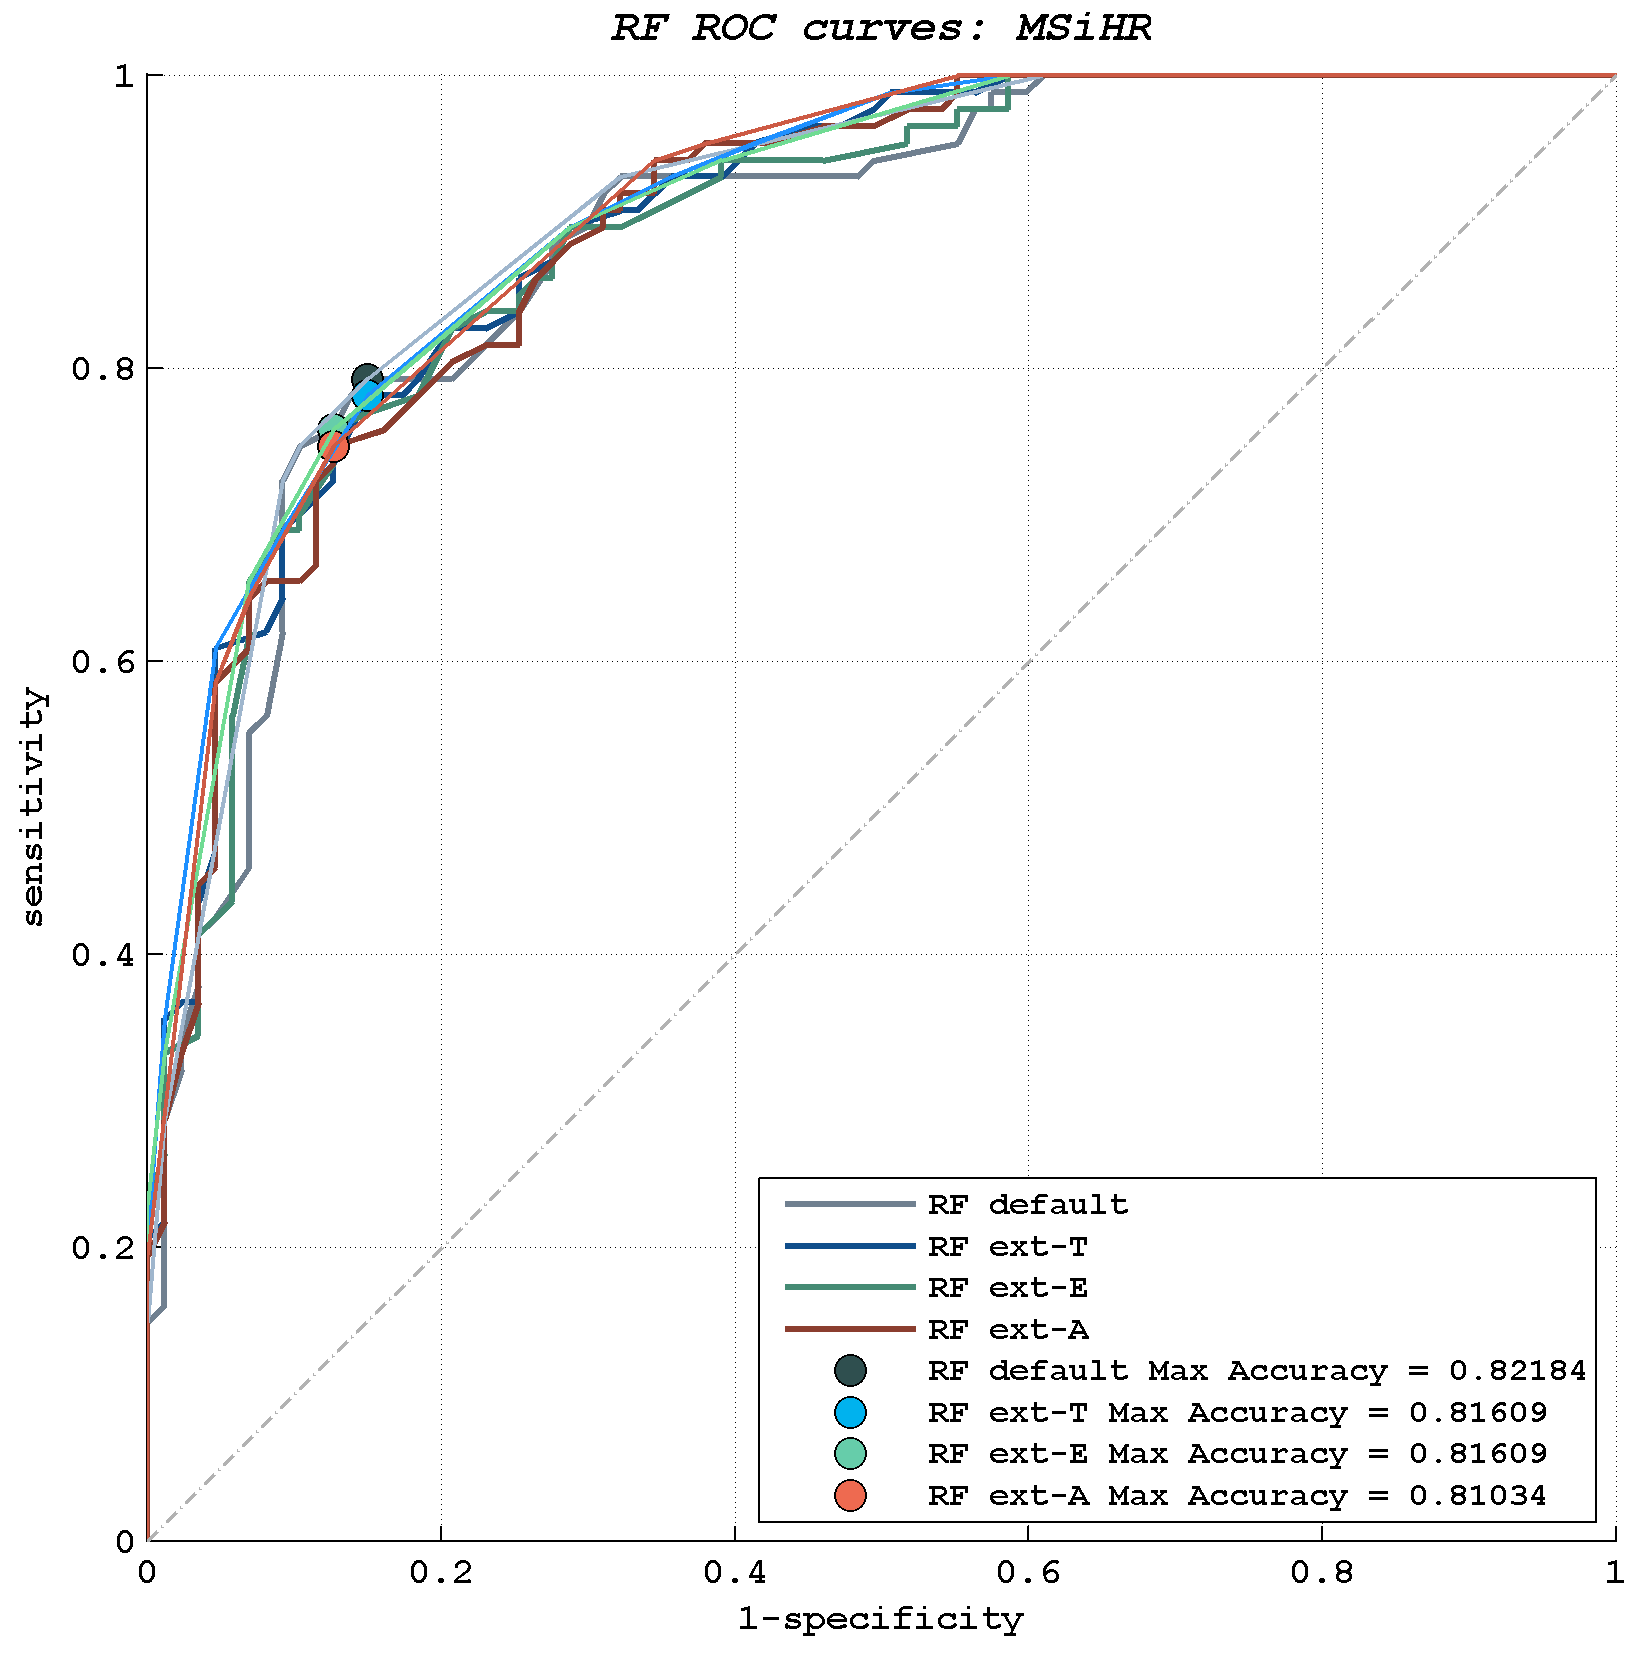 RF ROC curves: MSiHR
1
0.8
0.6
0.4
0.2
0
sensitivity
0
0.2
0.4
0.6
0.8
1
1-specificity
RF default
RF ext-T
RF ext-E
RF ext-A
RF default Max Accuracy = 0.82184
RF ext-T Max Accuracy = 0.81609
RF ext-E Max Accuracy = 0.81609
RF ext-A Max Accuracy = 0.81034